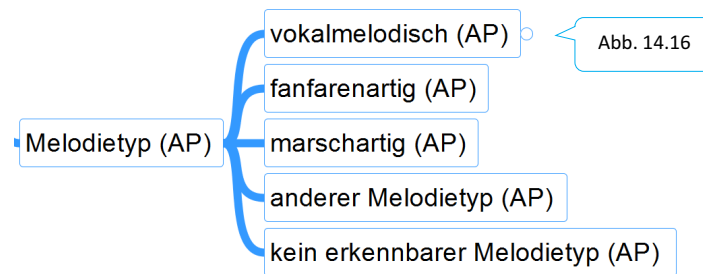 vokalmelodisch (AP)
Abb. 14.16
fanfarenartig (AP)
Melodietyp (AP)
marschartig (AP)
anderer Melodietyp (AP)
kein erkennbarer Melodietyp (AP)